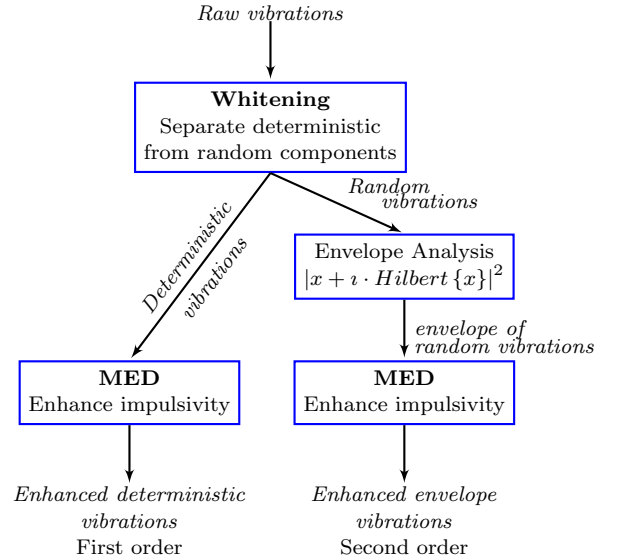 Raw vibrations
Whitening
Separate deterministic
from random components
Random
vibrations
Deterministic
vibrations
Envelope Analysis
|x + ı · Hilbert {x}|²
envelope of
random vibrations
MED
Enhance impulsivity
MED
Enhance impulsivity
Enhanced deterministic
vibrations
First order
Enhanced envelope
vibrations
Second order